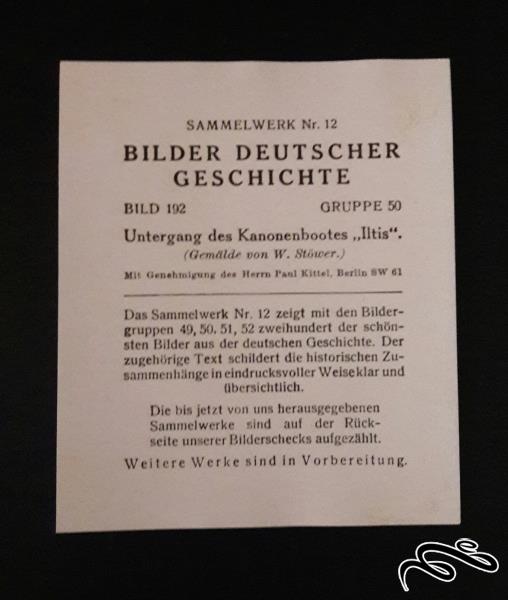 SAMMELWERK Nr. 12
BILDER DEUTSCHER
GESCHICHTE
BILD 192 GRUPPE 50
Untergang des Kanonenbootes „Iltis“.
(Gemälde von W. Stöwer.)
Mit Genehmigung des Herrn Paul Kittel, Berlin SW 61
Das Sammelwerk Nr. 12 zeigt mit den Bilder-
gruppen 49, 50, 51, 52 zweihundert der schön-
sten Bilder aus der deutschen Geschichte. Der
zugehörige Text schildert die historischen Zu-
sammenhänge in eindrucksvoller Weise klar und
übersichtlich.
Die bis jetzt von uns herausgegebenen
Sammelwerke sind auf der Rück-
seite unserer Bilderschecks aufgezählt.
Weitere Werke sind in Vorbereitung.